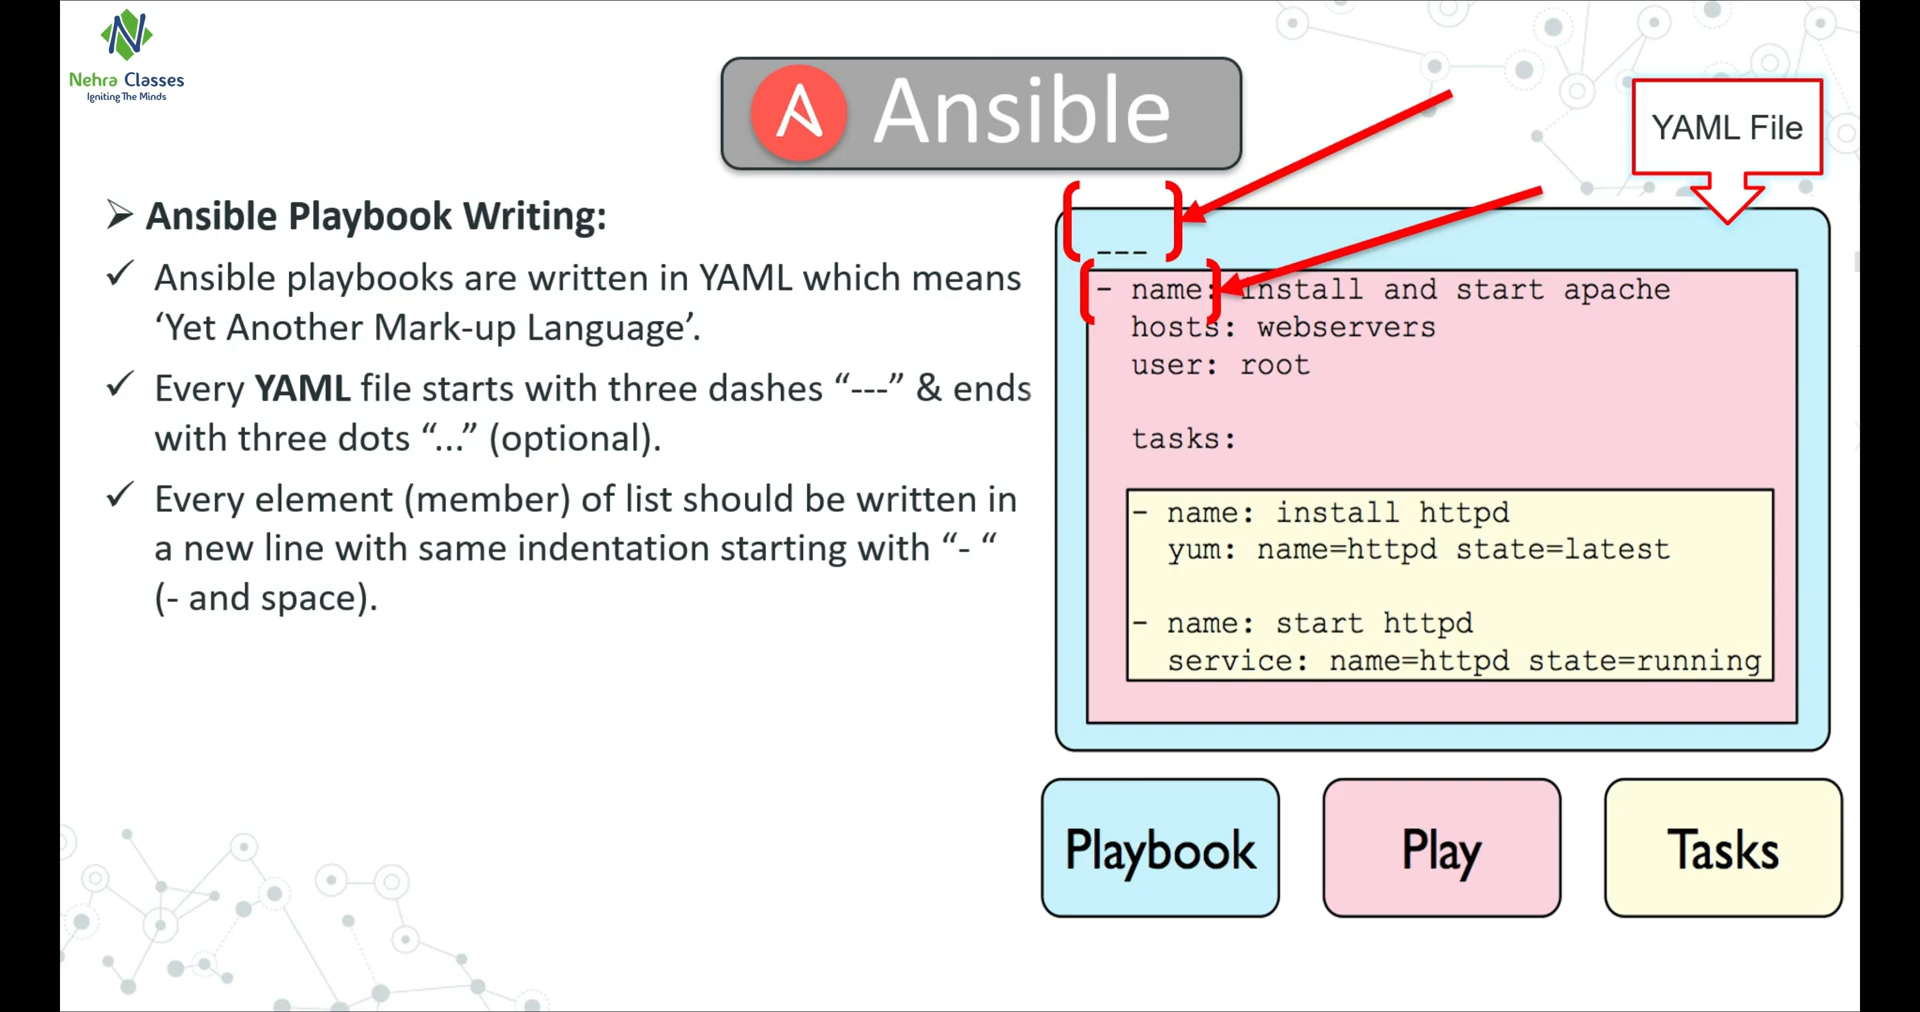 Nehra Classes
Igniting The Minds
Ansible
YAML File
➢ Ansible Playbook Writing:
✓ Ansible playbooks are written in YAML which means
‘Yet Another Mark-up Language’.
✓ Every YAML file starts with three dashes “---” & ends
with three dots “...” (optional).
✓ Every element (member) of list should be written in
a new line with same indentation starting with “- “
(- and space).
---
- name: install and start apache
hosts: webservers
user: root
tasks:
- name: install httpd
yum: name=httpd state=latest
- name: start httpd
service: name=httpd state=running
Playbook
Play
Tasks